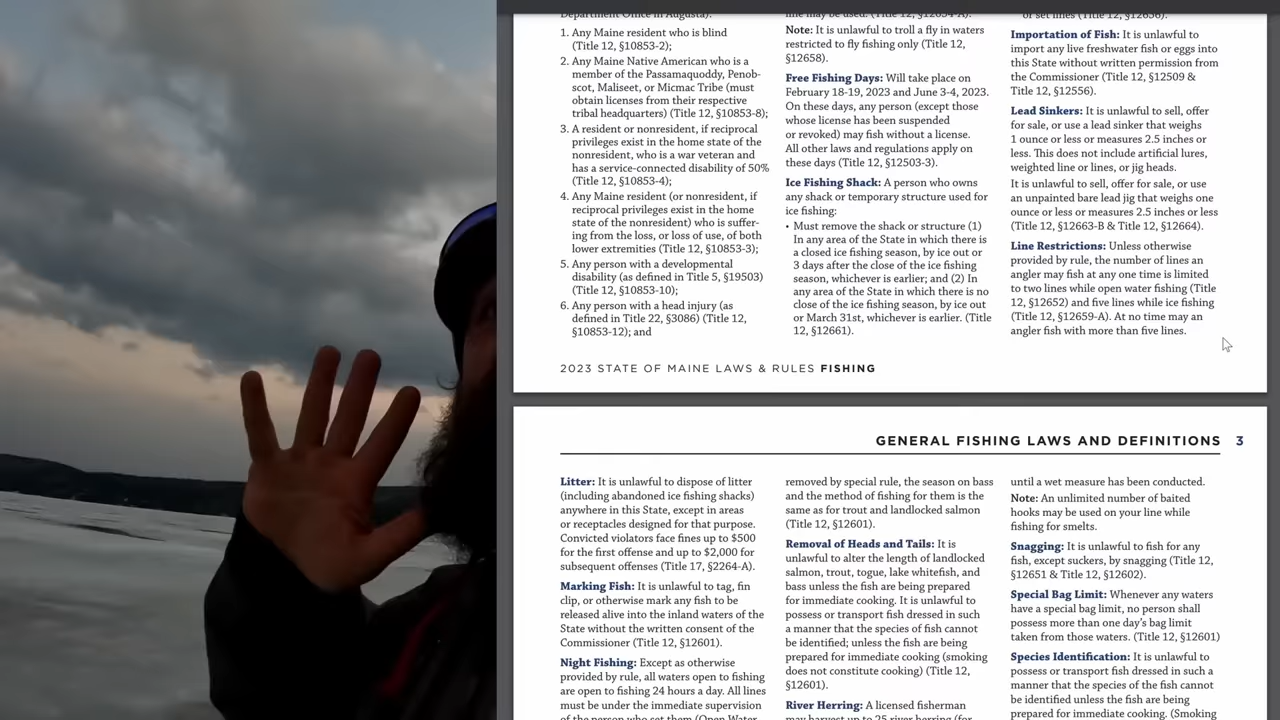 Department Office in Augusta):
1. Any Maine resident who is blind
(Title 12, §10853-2);
2. Any Maine Native American who is a
member of the Passamaquoddy, Penob-
scot, Maliseet, or Micmac Tribe (must
obtain licenses from their respective
tribal headquarters) (Title 12, §10853-8);
3. A resident or nonresident, if reciprocal
privileges exist in the home state of the
nonresident, who is a war veteran and
has a service-connected disability of 50%
(Title 12, §10853-4);
4. Any Maine resident (or nonresident, if
reciprocal privileges exist in the home
state of the nonresident) who is suffer-
ing from the loss, or loss of use, of both
lower extremities (Title 12, §10853-3);
5. Any person with a developmental
disability (as defined in Title 5, §19503)
(Title 12, §10853-10);
6. Any person with a head injury (as
defined in Title 22, §3086) (Title 12,
§10853-12); and
line may be used. (Title 12, §12654-A).
Note: It is unlawful to troll a fly in waters
restricted to fly fishing only (Title 12,
§12658).
Free Fishing Days: Will take place on
February 18-19, 2023 and June 3-4, 2023.
On these days, any person (except those
whose license has been suspended
or revoked) may fish without a license.
All other laws and regulations apply on
these days (Title 12, §12503-3).
Ice Fishing Shack: A person who owns
any shack or temporary structure used for
ice fishing:
• Must remove the shack or structure (1)
In any area of the State in which there is
a closed ice fishing season, by ice out or
3 days after the close of the ice fishing
season, whichever is earlier; and (2) In
any area of the State in which there is no
close of the ice fishing season, by ice out
or March 31st, whichever is earlier. (Title
12, §12661).
or set lines (Title 12, §12656).
Importation of Fish: It is unlawful to
import any live freshwater fish or eggs into
this State without written permission from
the Commissioner (Title 12, §12509 &
Title 12, §12556).
Lead Sinkers: It is unlawful to sell, offer
for sale, or use a lead sinker that weighs
1 ounce or less or measures 2.5 inches or
less. This does not include artificial lures,
weighted line or lines, or jig heads.
It is unlawful to sell, offer for sale, or use
an unpainted bare lead jig that weighs one
ounce or less or measures 2.5 inches or less
(Title 12, §12663-B & Title 12, §12664).
Line Restrictions: Unless otherwise
provided by rule, the number of lines an
angler may fish at any one time is limited
to two lines while open water fishing (Title
12, §12652) and five lines while ice fishing
(Title 12, §12659-A). At no time may an
angler fish with more than five lines.
2023 STATE OF MAINE LAWS & RULES FISHING
GENERAL FISHING LAWS AND DEFINITIONS 3
Litter: It is unlawful to dispose of litter
(including abandoned ice fishing shacks)
anywhere in this State, except in areas
or receptacles designed for that purpose.
Convicted violators face fines up to $500
for the first offense and up to $2,000 for
subsequent offenses (Title 17, §2264-A).
Marking Fish: It is unlawful to tag, fin
clip, or otherwise mark any fish to be
released alive into the inland waters of the
State without the written consent of the
Commissioner (Title 12, §12601).
Night Fishing: Except as otherwise
provided by rule, all waters open to fishing
are open to fishing 24 hours a day. All lines
must be under the immediate supervision
of the person who set them (Open Water
removed by special rule, the season on bass
and the method of fishing for them is the
same as for trout and landlocked salmon
(Title 12, §12601).
Removal of Heads and Tails: It is
unlawful to alter the length of landlocked
salmon, trout, togue, lake whitefish, and
bass unless the fish are being prepared
for immediate cooking. It is unlawful to
possess or transport fish dressed in such
a manner that the species of fish cannot
be identified; unless the fish are being
prepared for immediate cooking (smoking
does not constitute cooking) (Title 12,
§12601).
River Herring: A licensed fisherman
may harvest up to 25 river herring (for
until a wet measure has been conducted.
Note: An unlimited number of baited
hooks may be used on your line while
fishing for smelts.
Snagging: It is unlawful to fish for any
fish, except suckers, by snagging (Title 12,
§12651 & Title 12, §12602).
Special Bag Limit: Whenever any waters
have a special bag limit, no person shall
possess more than one day's bag limit
taken from those waters. (Title 12, §12601)
Species Identification: It is unlawful to
possess or transport fish dressed in such a
manner that the species of the fish cannot
be identified unless the fish are being
prepared for immediate cooking. (Smoking